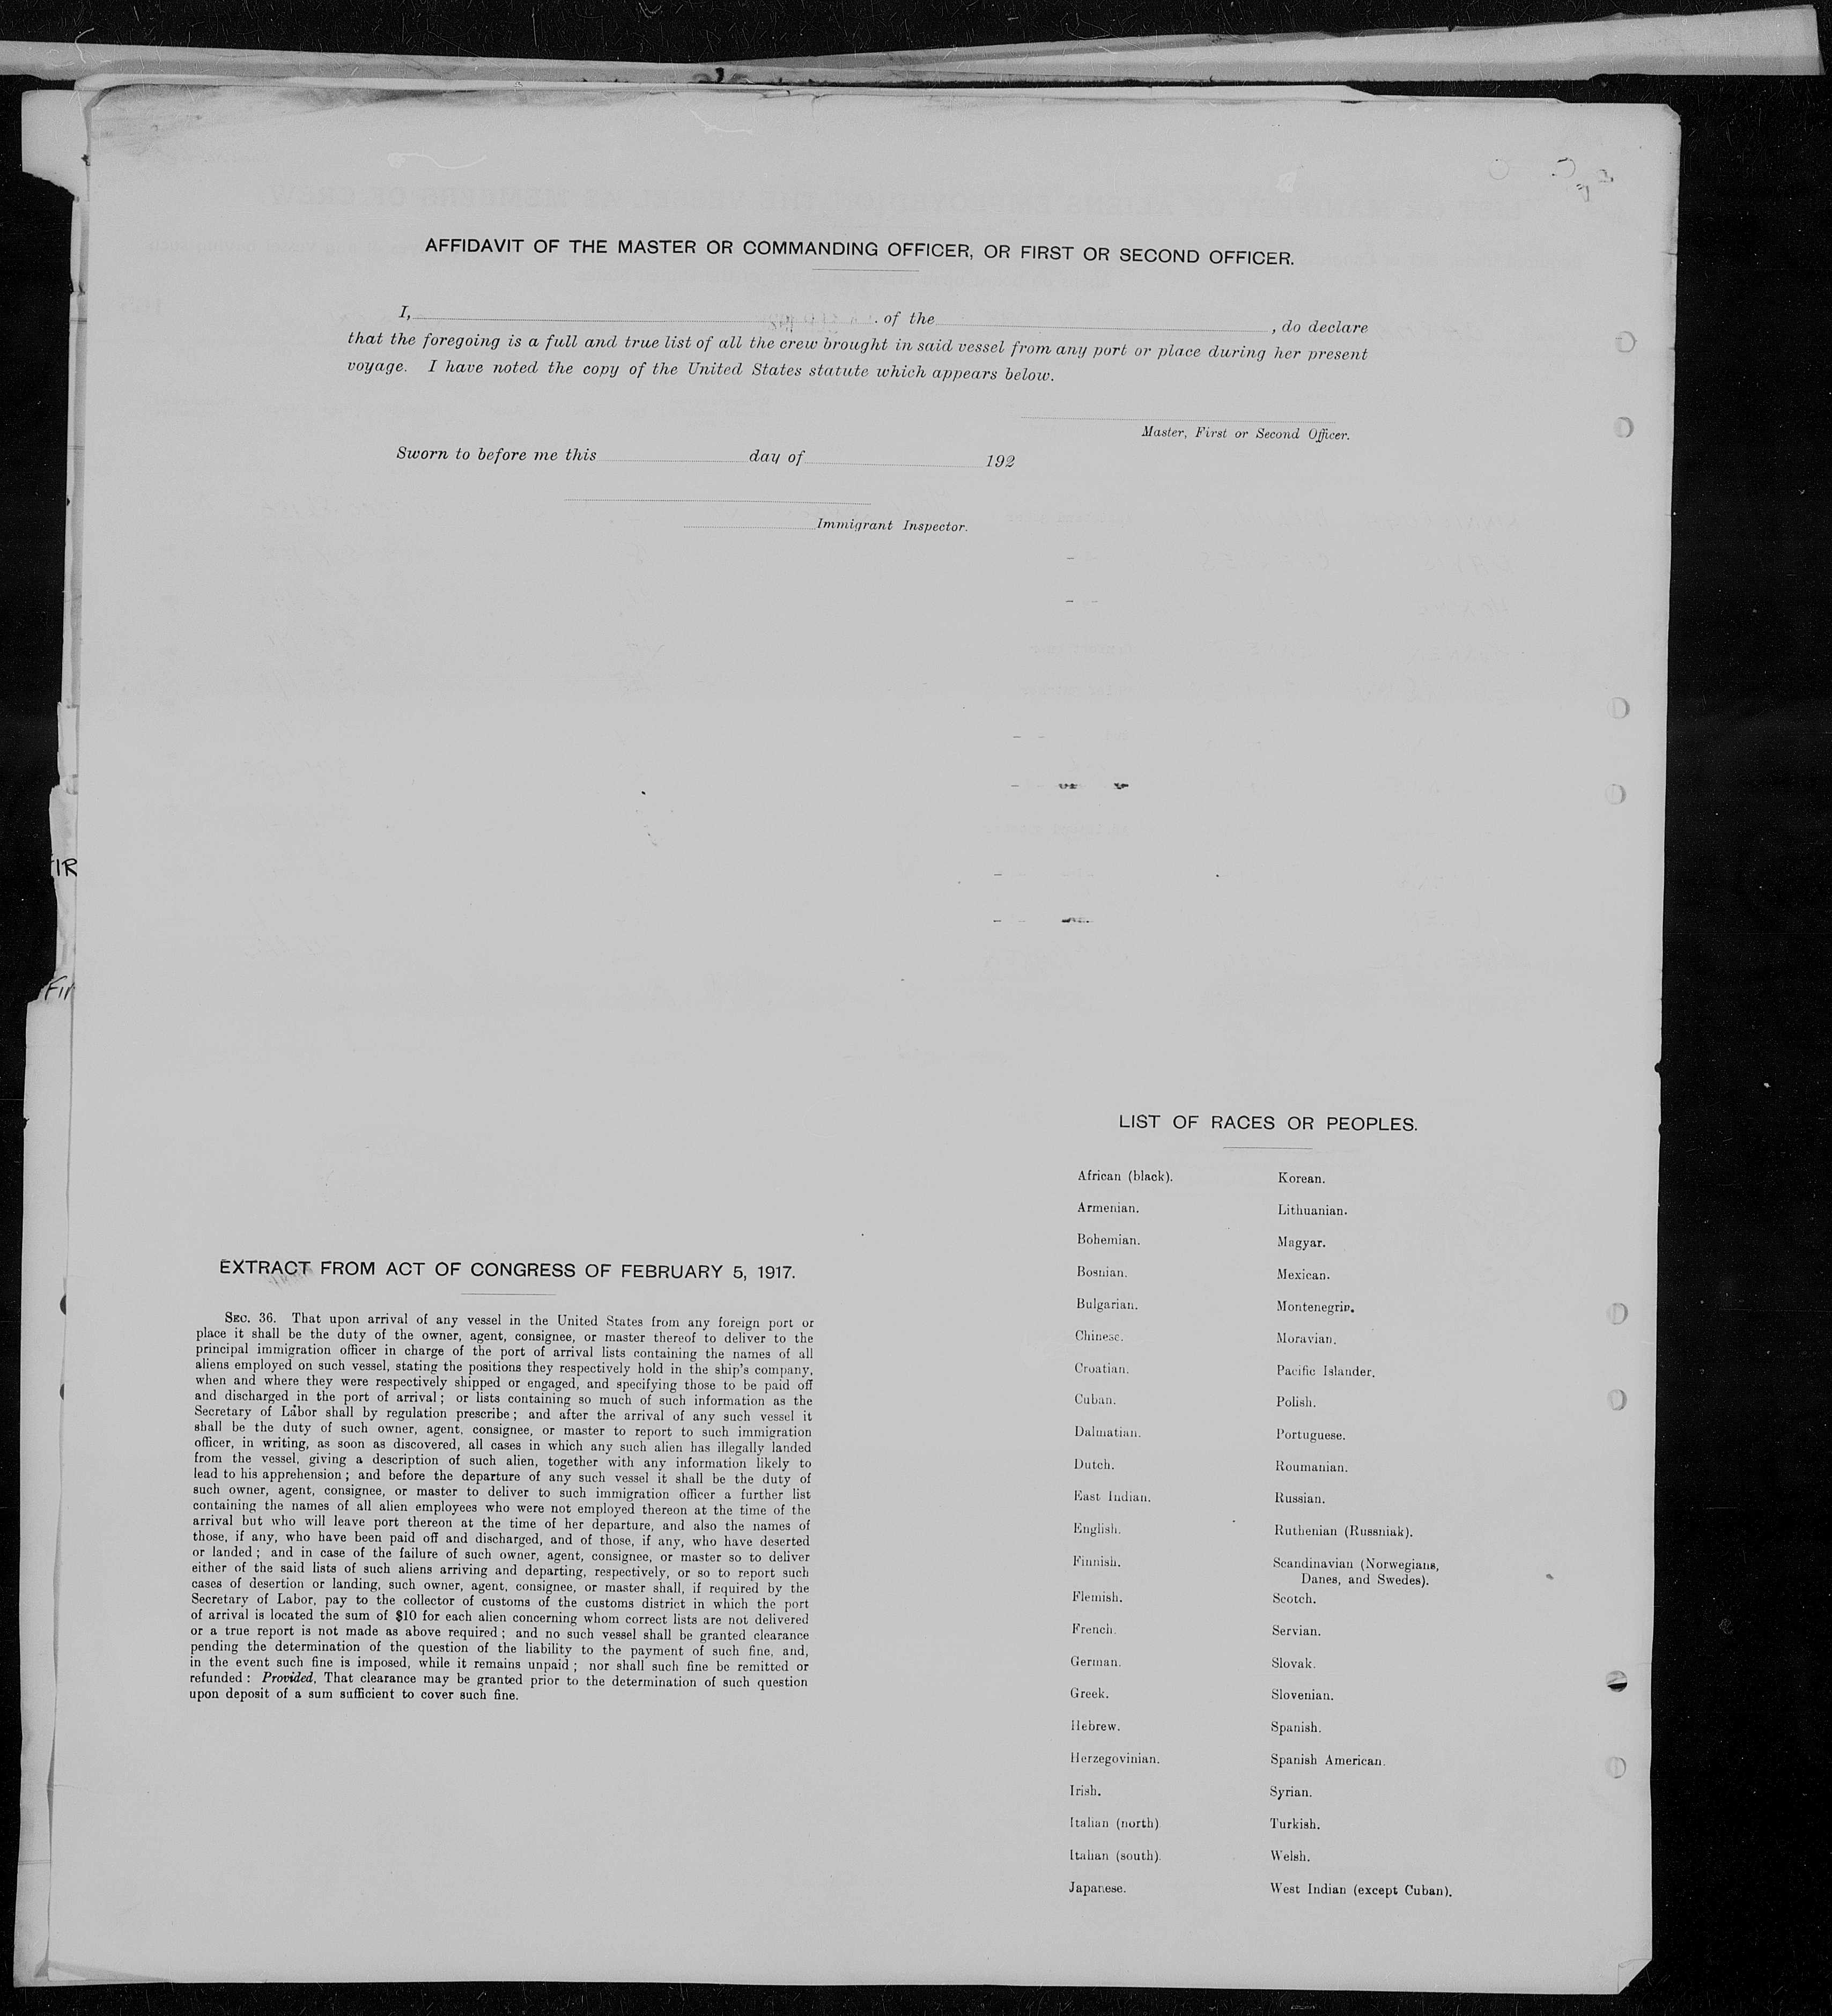 AFFIDAVIT OF THE MASTER OR COMMANDING OFFICER, OR FIRST OR SECOND OFFICER.
I, of the , do declare
that the foregoing is a full and true list of all the crew brought in said vessel from any port or place during her present
voyage. I have noted the copy of the United States statute which appears below.
Master, First or Second Officer.
Sworn to before me this day of 192
Immigrant Inspector.
FIR
LIST OF RACES OR PEOPLES.
African (black). Korean.
Armenian. Lithuanian.
Bohemian. Magyar.
Bosnian. Mexican.
Bulgarian. Montenegrin.
Chinese. Moravian.
Croatian. Pacific Islander.
Cuban. Polish.
Dalmatian. Portuguese.
Dutch. Roumanian.
East Indian. Russian.
English. Ruthenian (Russniak).
Finnish. Scandinavian (Norwegians,
Danes, and Swedes).
Flemish. Scotch.
French. Servian.
German. Slovak.
Greek. Slovenian.
Hebrew. Spanish.
Herzegovinian. Spanish American.
Irish. Syrian.
Italian (north) Turkish.
Italian (south). Welsh.
Japanese. West Indian (except Cuban).
EXTRACT FROM ACT OF CONGRESS OF FEBRUARY 5, 1917.
SEC. 36. That upon arrival of any vessel in the United States from any foreign port or
place it shall be the duty of the owner, agent, consignee, or master thereof to deliver to the
principal immigration officer in charge of the port of arrival lists containing the names of all
aliens employed on such vessel, stating the positions they respectively hold in the ship's company,
when and where they were respectively shipped or engaged, and specifying those to be paid off
and discharged in the port of arrival; or lists containing so much of such information as the
Secretary of Labor shall by regulation prescribe; and after the arrival of any such vessel it
shall be the duty of such owner, agent, consignee, or master to report to such immigration
officer, in writing, as soon as discovered, all cases in which any such alien has illegally landed
from the vessel, giving a description of such alien, together with any information likely to
lead to his apprehension; and before the departure of any such vessel it shall be the duty of
such owner, agent, consignee, or master to deliver to such immigration officer a further list
containing the names of all alien employees who were not employed thereon at the time of the
arrival but who will leave port thereon at the time of her departure, and also the names of
those, if any, who have been paid off and discharged, and of those, if any, who have deserted
or landed; and in case of the failure of such owner, agent, consignee, or master so to deliver
either of the said lists of such aliens arriving and departing, respectively, or so to report such
cases of desertion or landing, such owner, agent, consignee, or master shall, if required by the
Secretary of Labor, pay to the collector of customs of the customs district in which the port
of arrival is located the sum of $10 for each alien concerning whom correct lists are not delivered
or a true report is not made as above required; and no such vessel shall be granted clearance
pending the determination of the question of the liability to the payment of such fine, and,
in the event such fine is imposed, while it remains unpaid; nor shall such fine be remitted or
refunded: Provided, That clearance may be granted prior to the determination of such question
upon deposit of a sum sufficient to cover such fine.